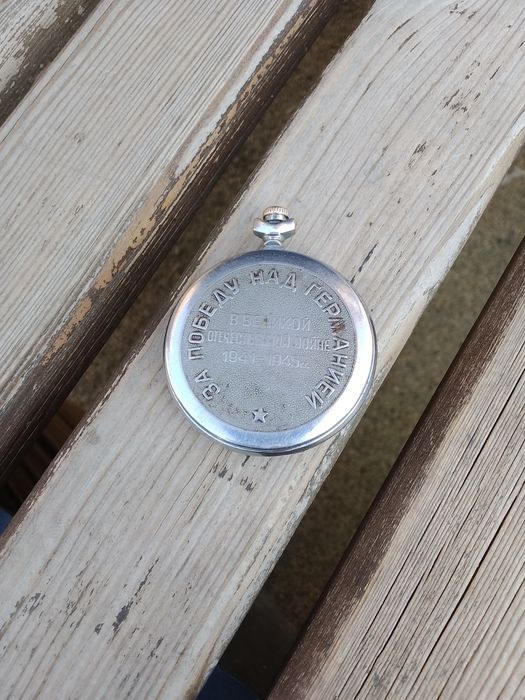 ЗА ПОБЕДУ НАД ГЕРМАНИЕЙ
В ВЕЛИКОЙ
ОТЕЧЕСТВЕННОЙ ВОЙНЕ
1941-1945гг